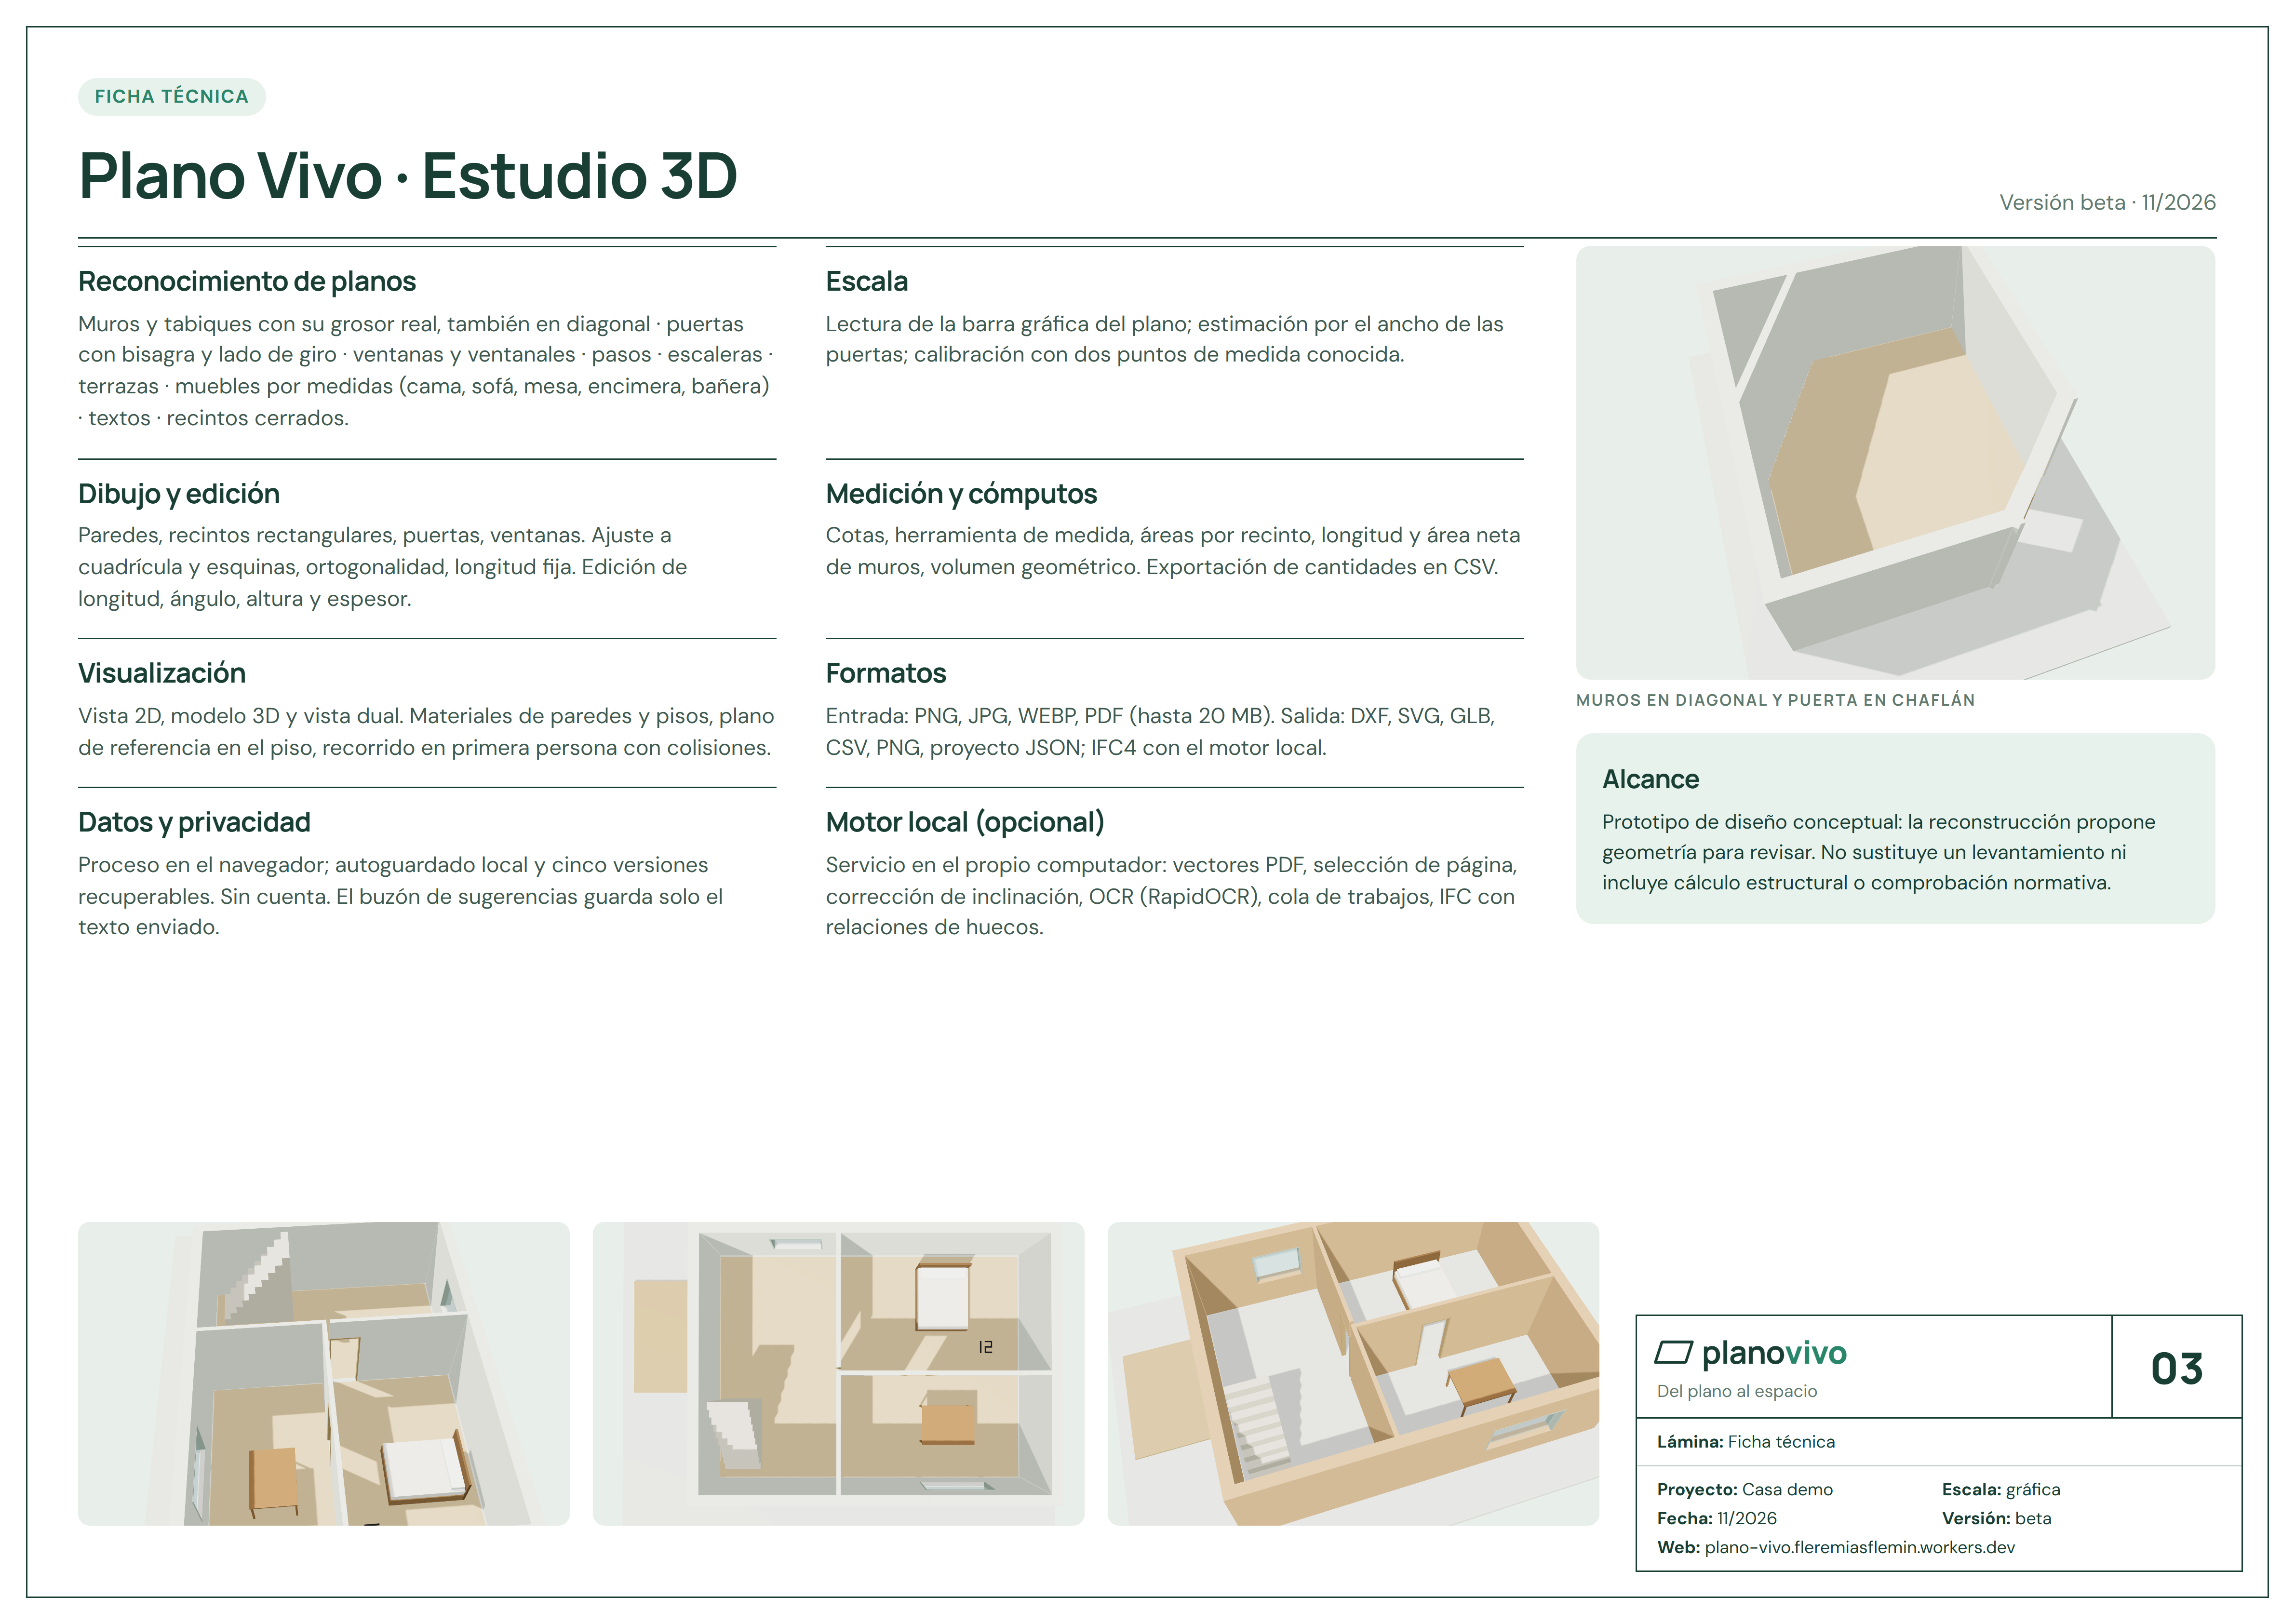 FICHA TÉCNICA
Plano Vivo · Estudio 3D
Versión beta · 11/2026
Reconocimiento de planos
Muros y tabiques con su grosor real, también en diagonal · puertas
con bisagra y lado de giro · ventanas y ventanales · pasos · escaleras ·
terrazas · muebles por medidas (cama, sofá, mesa, encimera, bañera)
· textos · recintos cerrados.
Escala
Lectura de la barra gráfica del plano; estimación por el ancho de las
puertas; calibración con dos puntos de medida conocida.
Dibujo y edición
Paredes, recintos rectangulares, puertas, ventanas. Ajuste a
cuadrícula y esquinas, ortogonalidad, longitud fija. Edición de
longitud, ángulo, altura y espesor.
Medición y cómputos
Cotas, herramienta de medida, áreas por recinto, longitud y área neta
de muros, volumen geométrico. Exportación de cantidades en CSV.
Visualización
Vista 2D, modelo 3D y vista dual. Materiales de paredes y pisos, plano
de referencia en el piso, recorrido en primera persona con colisiones.
Formatos
Entrada: PNG, JPG, WEBP, PDF (hasta 20 MB). Salida: DXF, SVG, GLB,
CSV, PNG, proyecto JSON; IFC4 con el motor local.
Datos y privacidad
Proceso en el navegador; autoguardado local y cinco versiones
recuperables. Sin cuenta. El buzón de sugerencias guarda solo el
texto enviado.
Motor local (opcional)
Servicio en el propio computador: vectores PDF, selección de página,
corrección de inclinación, OCR (RapidOCR), cola de trabajos, IFC con
relaciones de huecos.
MUROS EN DIAGONAL Y PUERTA EN CHAFLÁN
Alcance
Prototipo de diseño conceptual: la reconstrucción propone
geometría para revisar. No sustituye un levantamiento ni
incluye cálculo estructural o comprobación normativa.
planovivo
Del plano al espacio
03
Lámina: Ficha técnica
Proyecto: Casa demo
Escala: gráfica
Fecha: 11/2026
Versión: beta
Web: plano-vivo.fleremiasflemin.workers.dev